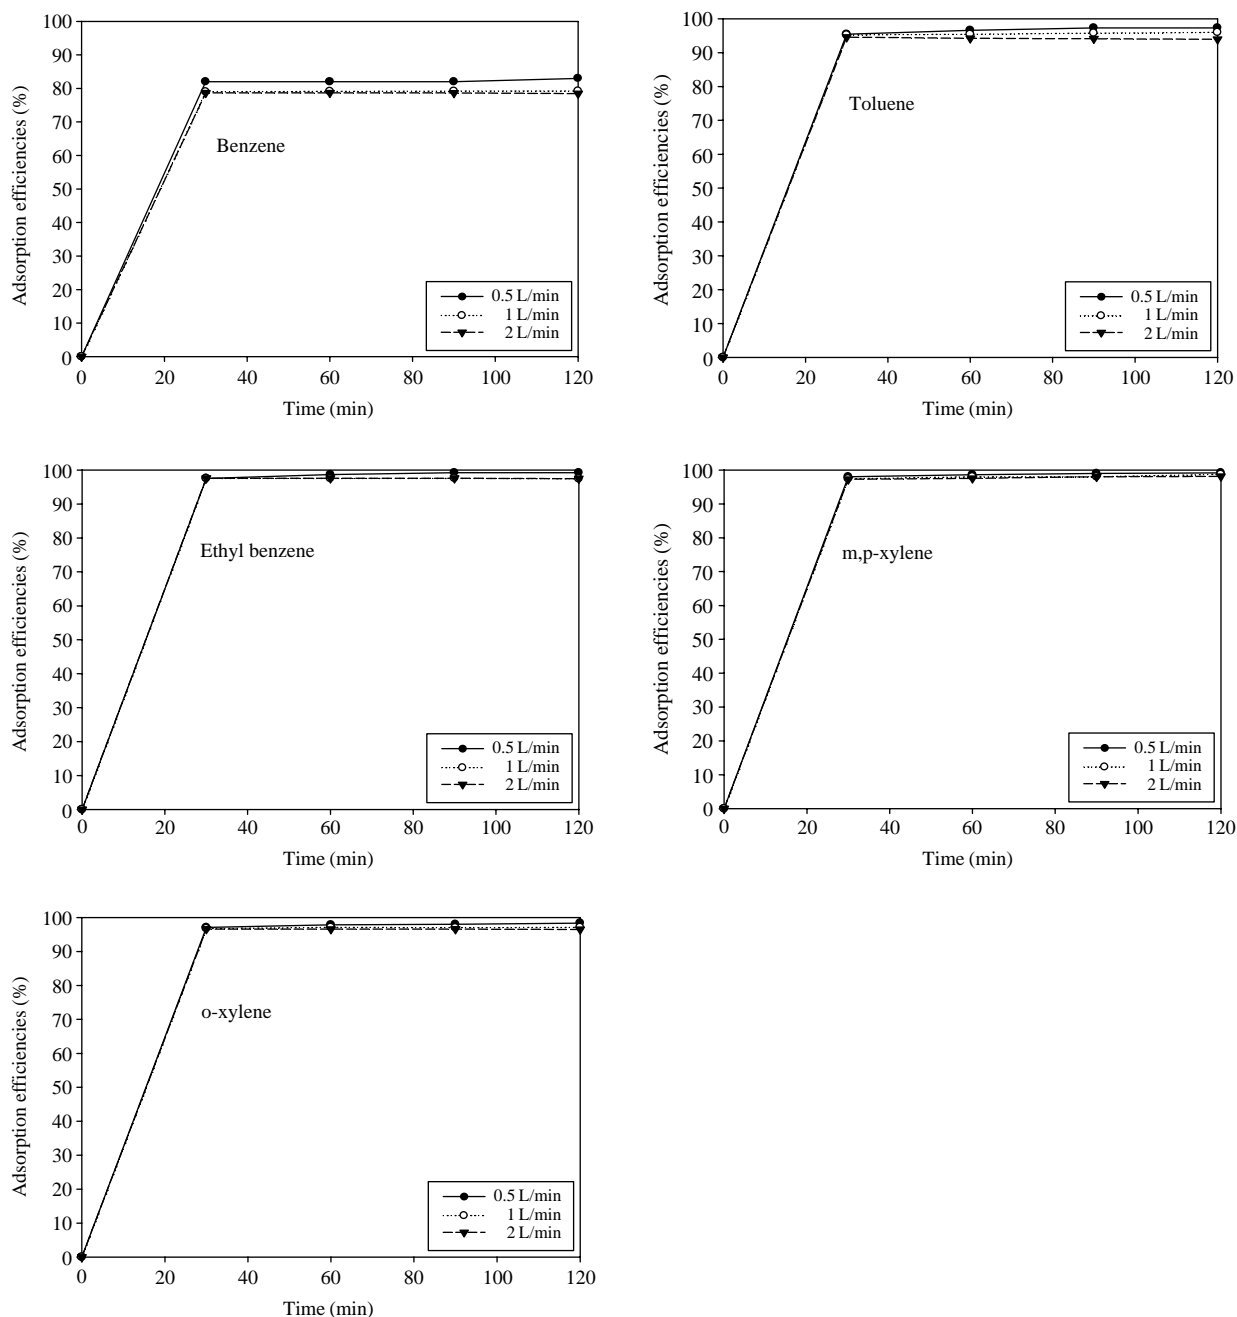 Adsorption efficiencies (%)
100
90
80
70
60
50
40
30
20
10
0
Benzene
0.5 L/min
1 L/min
2 L/min
0 20 40 60 80 100 120
Time (min)
Adsorption efficiencies (%)
100
90
80
70
60
50
40
30
20
10
0
Toluene
0.5 L/min
1 L/min
2 L/min
0 20 40 60 80 100 120
Time (min)
Adsorption efficiencies (%)
100
90
80
70
60
50
40
30
20
10
0
Ethyl benzene
0.5 L/min
1 L/min
2 L/min
0 20 40 60 80 100 120
Time (min)
Adsorption efficiencies (%)
100
90
80
70
60
50
40
30
20
10
0
m,p-xylene
0.5 L/min
1 L/min
2 L/min
0 20 40 60 80 100 120
Time (min)
Adsorption efficiencies (%)
100
90
80
70
60
50
40
30
20
10
0
o-xylene
0.5 L/min
1 L/min
2 L/min
0 20 40 60 80 100 120
Time (min)